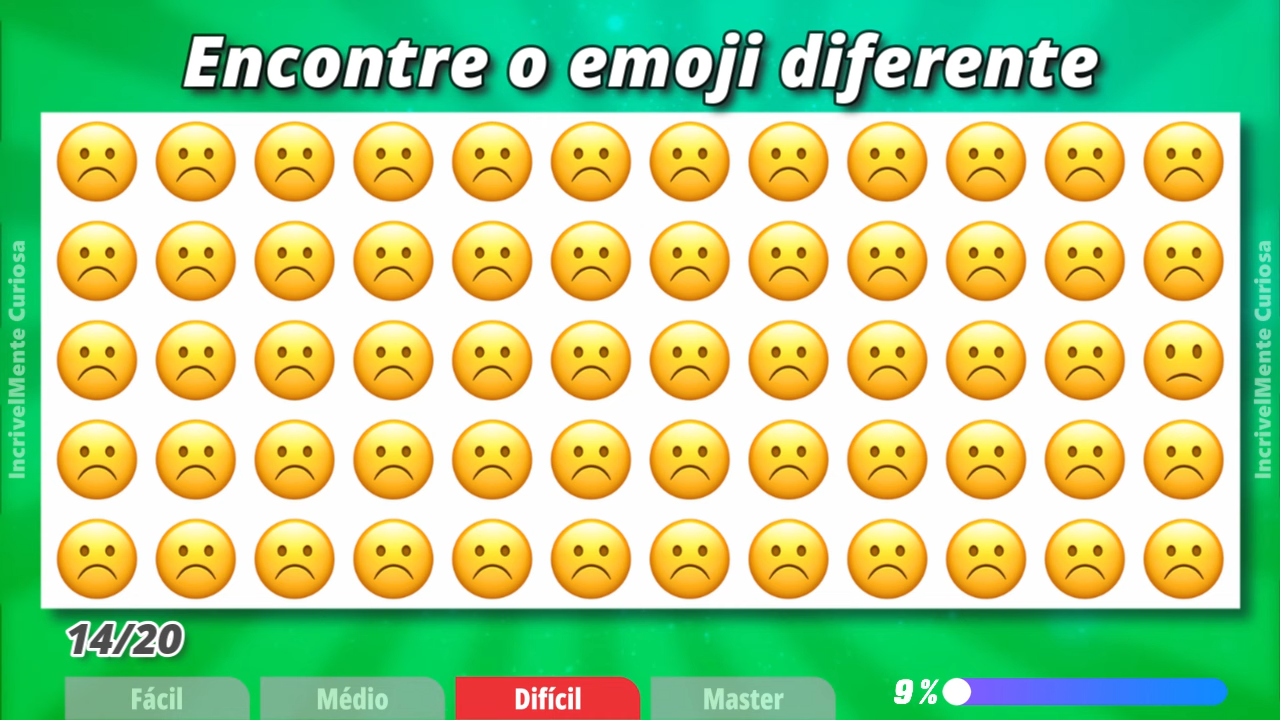 Encontre o emoji diferente
IncrivelMente Curiosa
IncrivelMente Curiosa
14/20
Fácil
Médio
Difícil
Master
9%